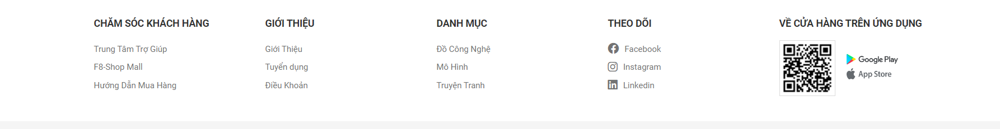 CHĂM SÓC KHÁCH HÀNG
Trung Tâm Trợ Giúp
F8-Shop Mall
Hướng Dẫn Mua Hàng
GIỚI THIỆU
Giới Thiệu
Tuyển dụng
Điều Khoản
DANH MỤC
Đồ Công Nghệ
Mô Hình
Truyện Tranh
THEO DÕI
Facebook
Instagram
Linkedin
VỀ CỬA HÀNG TRÊN ỨNG DỤNG
Google Play
App Store